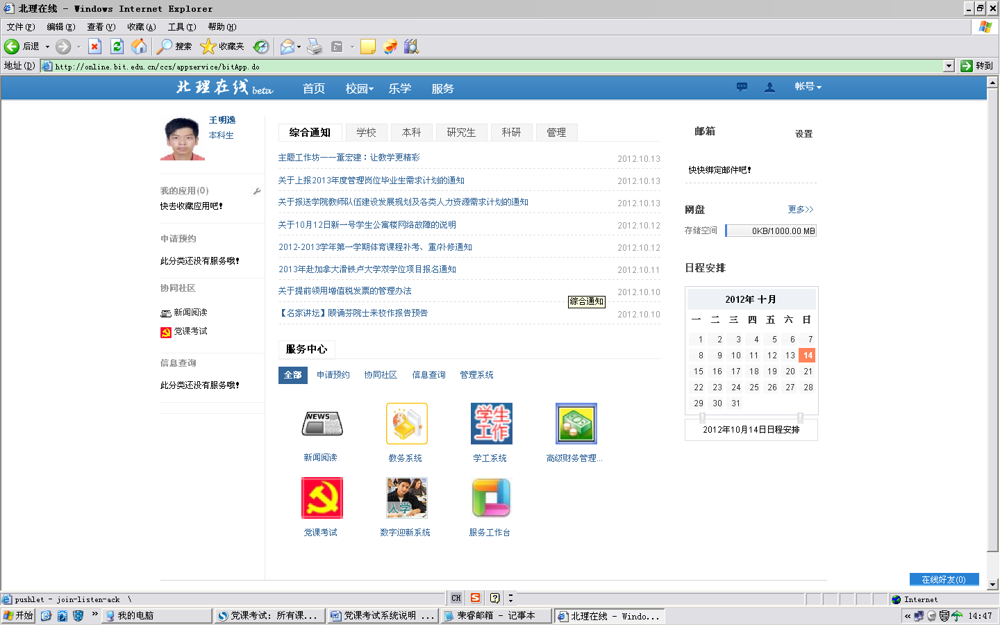 北理在线 - Windows Internet Explorer
文件(F) 编辑(E) 查看(V) 收藏(A) 工具(T) 帮助(H)
后退 搜索 收藏夹
地址(D) http://online.bit.edu.cn/ccs/appservice/bitApp.do 转到
北理在线 beta 首页 校园 乐学 服务 帐号
王明逸
本科生
我的应用(0)
快去收藏应用吧!
申请预约
此分类还没有服务哦!
协同社区
新闻阅读
党课考试
信息查询
此分类还没有服务哦!
综合通知 学校 本科 研究生 科研 管理
主题工作坊——董宏建：让教学更精彩 2012.10.13
关于上报2013年度管理岗位毕业生需求计划的通知 2012.10.13
关于报送学院教师队伍建设发展规划及各类人力资源需求计划的通知 2012.10.13
关于10月12日新一号学生公寓楼网络故障的说明 2012.10.12
2012-2013学年第一学期体育课程补考、重/补修通知 2012.10.12
2013年赴加拿大滑铁卢大学双学位项目报名通知 2012.10.11
关于提前领用增值税发票的管理办法 2012.10.10
综合通知
【名家讲坛】顾诵芬院士来校作报告预告 2012.10.10
服务中心
全部 申请预约 协同社区 信息查询 管理系统
NEWS 学生工作
新闻阅读 教务系统 学工系统 高级财务管理...
人学
党课考试 数字迎新系统 服务工作台
邮箱 设置
快快绑定邮件吧!
网盘 更多>>
存储空间 0KB/1000.00 MB
日程安排
2012年 十月
一 二 三 四 五 六 日
1 2 3 4 5 6 7
8 9 10 11 12 13 14
15 16 17 18 19 20 21
22 23 24 25 26 27 28
29 30 31
2012年10月14日日程安排
在线好友(0)
pushlet - join-listen-ack \ CH S ? Internet
开始 » 我的电脑 党课考试: 所有课... 党课考试系统说明 ... 荣睿邮箱 - 记事本 北理在线 - Windo... « 14:47